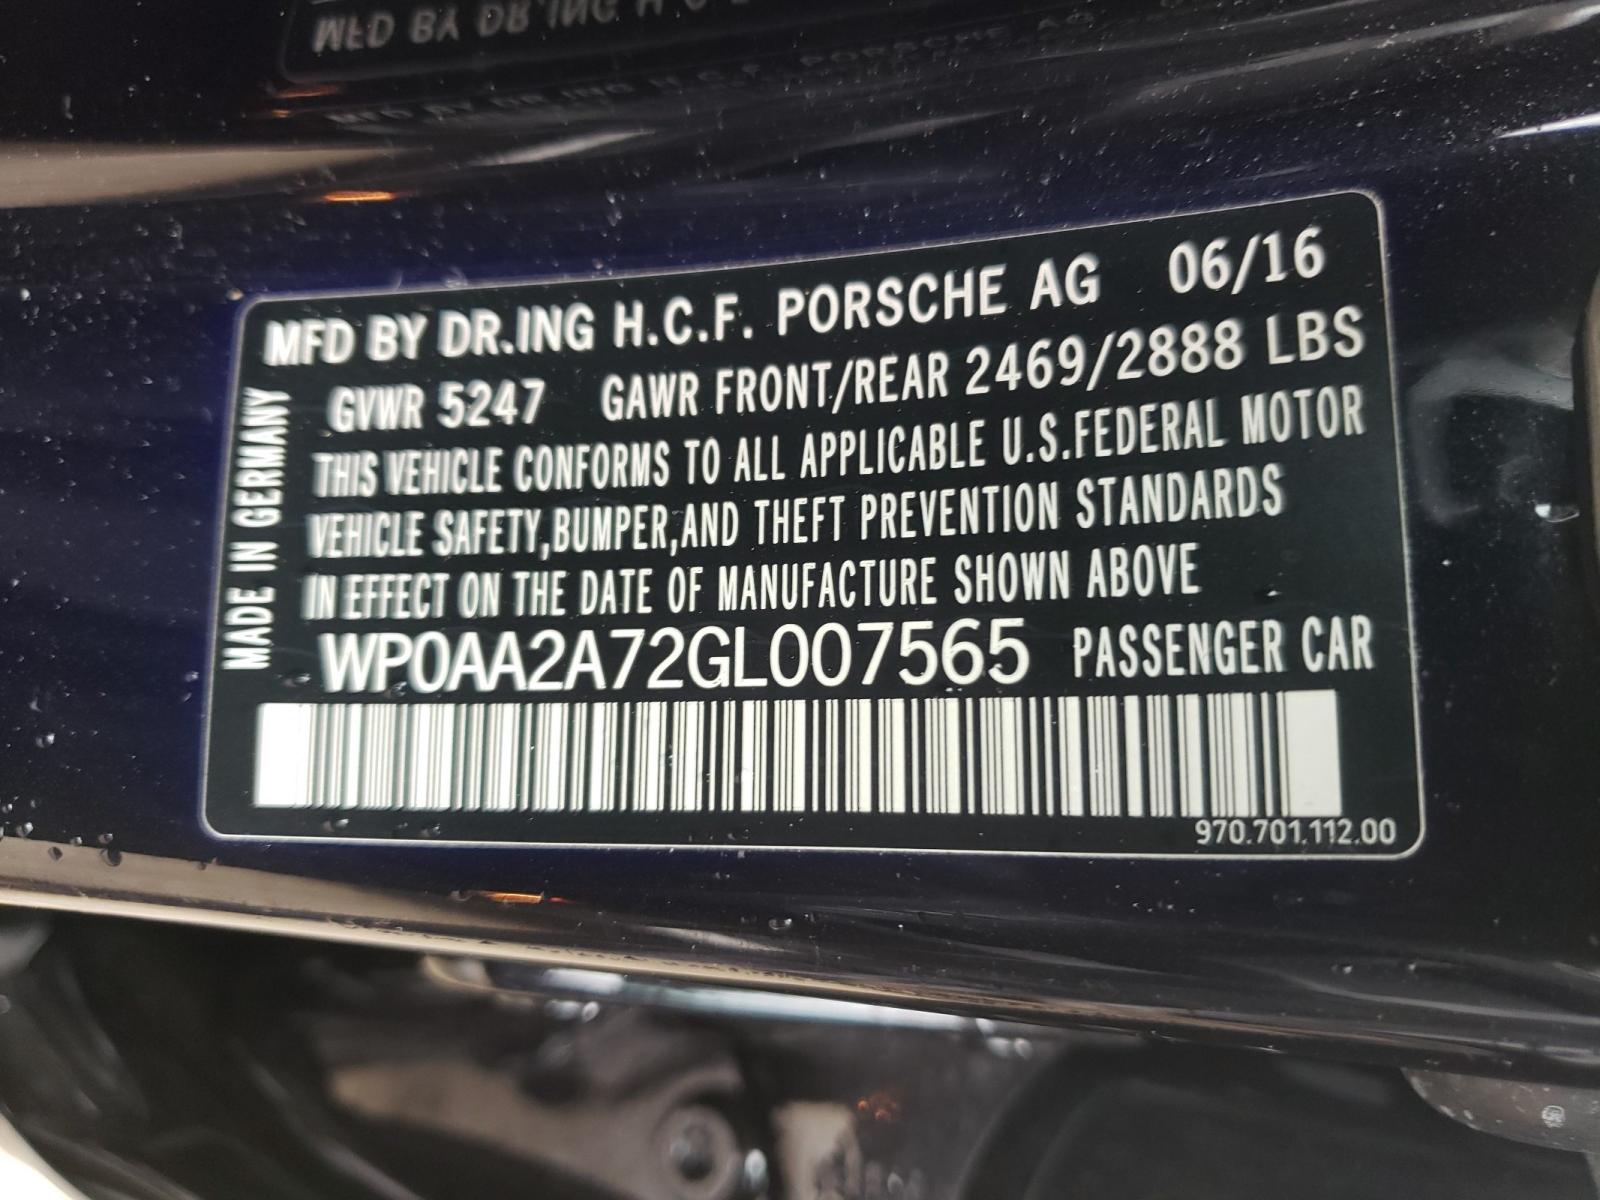 MFD BY DR.ING H.C.F. PORSCHE AG 06/16
GVWR 5247 GAWR FRONT/REAR 2469/2888 LBS
THIS VEHICLE CONFORMS TO ALL APPLICABLE U.S.FEDERAL MOTOR
VEHICLE SAFETY,BUMPER,AND THEFT PREVENTION STANDARDS
IN EFFECT ON THE DATE OF MANUFACTURE SHOWN ABOVE
WP0AA2A72GL007565 PASSENGER CAR
970.701.112.00
MADE IN GERMANY